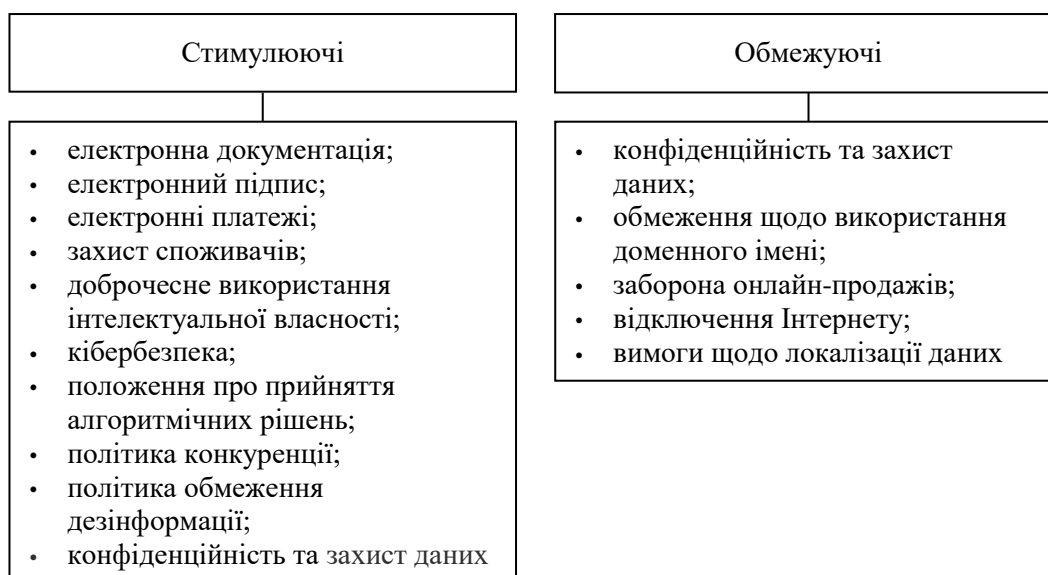 Стимулюючі
• електронна документація;
• електронний підпис;
• електронні платежі;
• захист споживачів;
• доброчесне використання
інтелектуальної власності;
• кібербезпека;
• положення про прийняття
алгоритмічних рішень;
• політика конкуренції;
• політика обмеження
дезінформації;
• конфіденційність та захист даних
Обмежуючі
• конфіденційність та захист
даних;
• обмеження щодо використання
доменного імені;
• заборона онлайн-продажів;
• відключення Інтернету;
• вимоги щодо локалізації даних